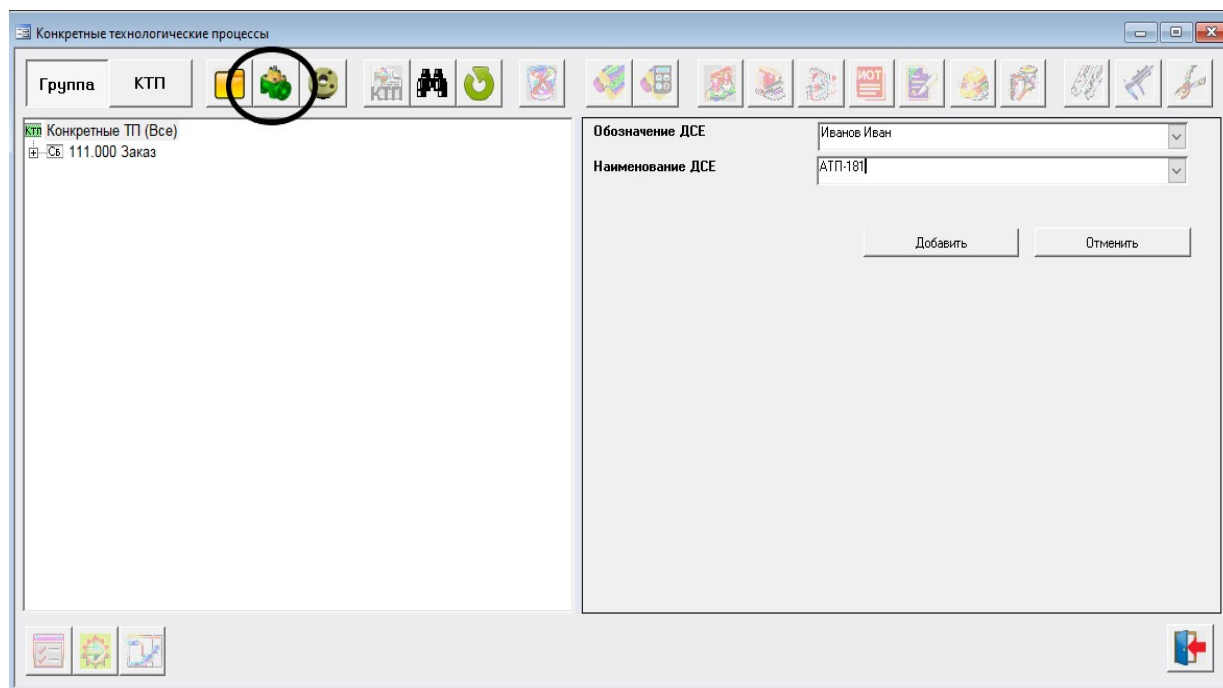 Конкретные технологические процессы
Группа КТП
КТП
ИОТ
КТП Конкретные ТП (Все)
СБ 111.000 Заказ
Обозначение ДСЕ Иванов Иван
Наименование ДСЕ АТП-181
Добавить Отменить